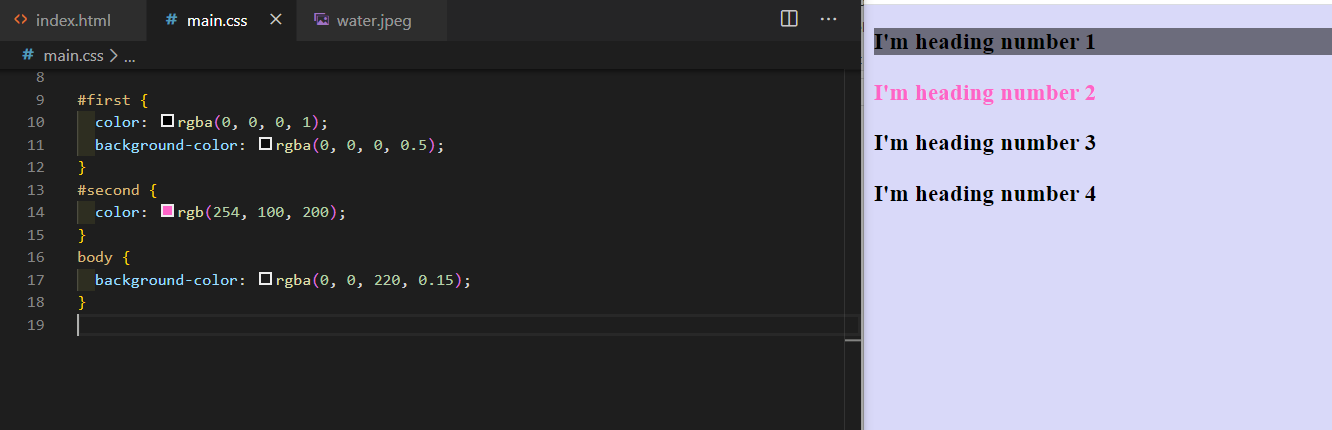 index.html
main.css
water.jpeg
main.css > ...
8
9 #first {
10 color: rgba(0, 0, 0, 1);
11 background-color: rgba(0, 0, 0, 0.5);
12 }
13 #second {
14 color: rgb(254, 100, 200);
15 }
16 body {
17 background-color: rgba(0, 0, 220, 0.15);
18 }
19
I'm heading number 1
I'm heading number 2
I'm heading number 3
I'm heading number 4